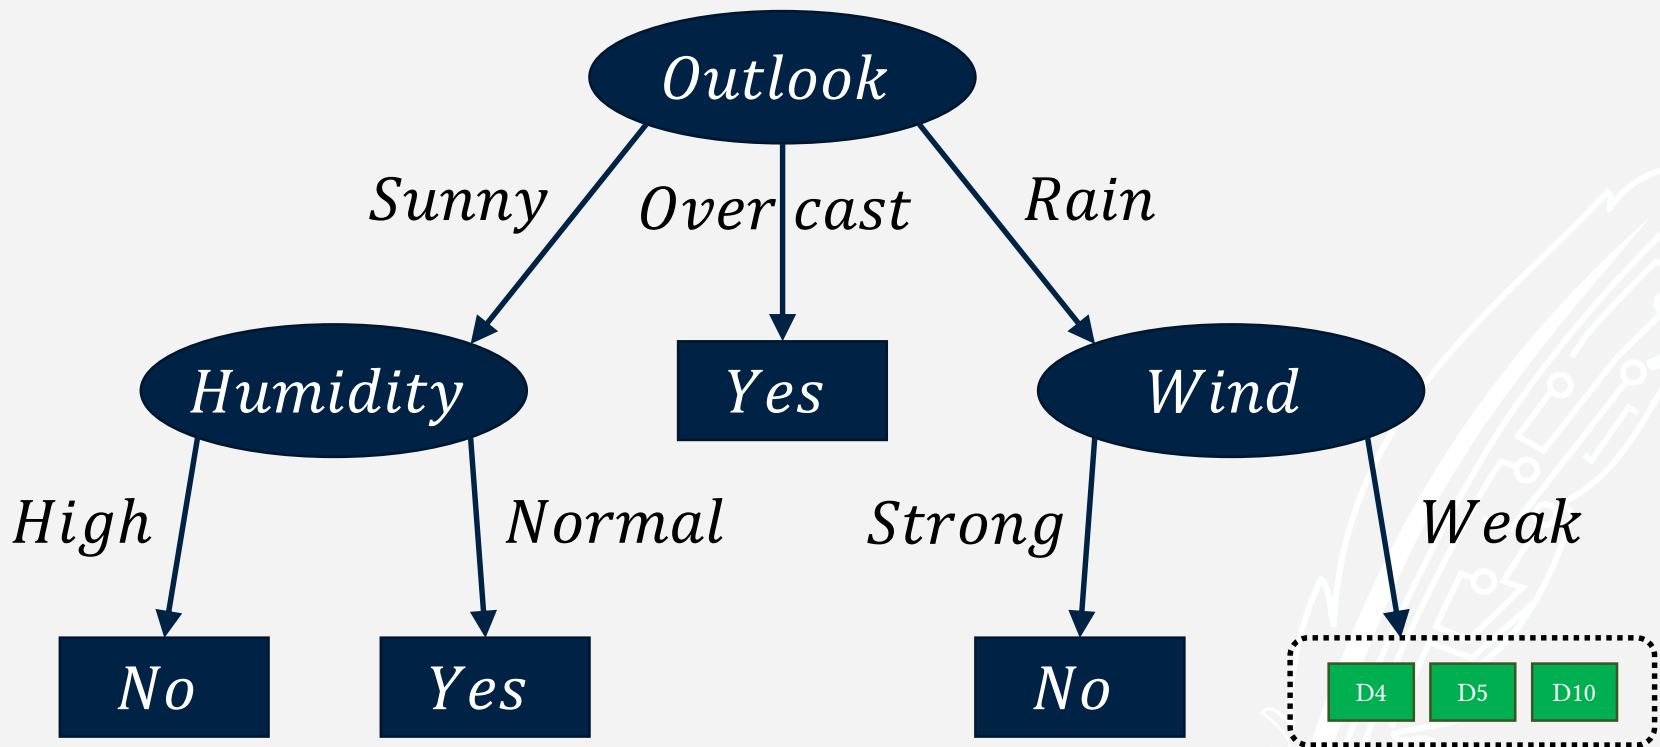 Outlook
Sunny
Over cast
Rain
Humidity
Yes
Wind
High
Normal
Strong
Weak
No
Yes
No
D4
D5
D10